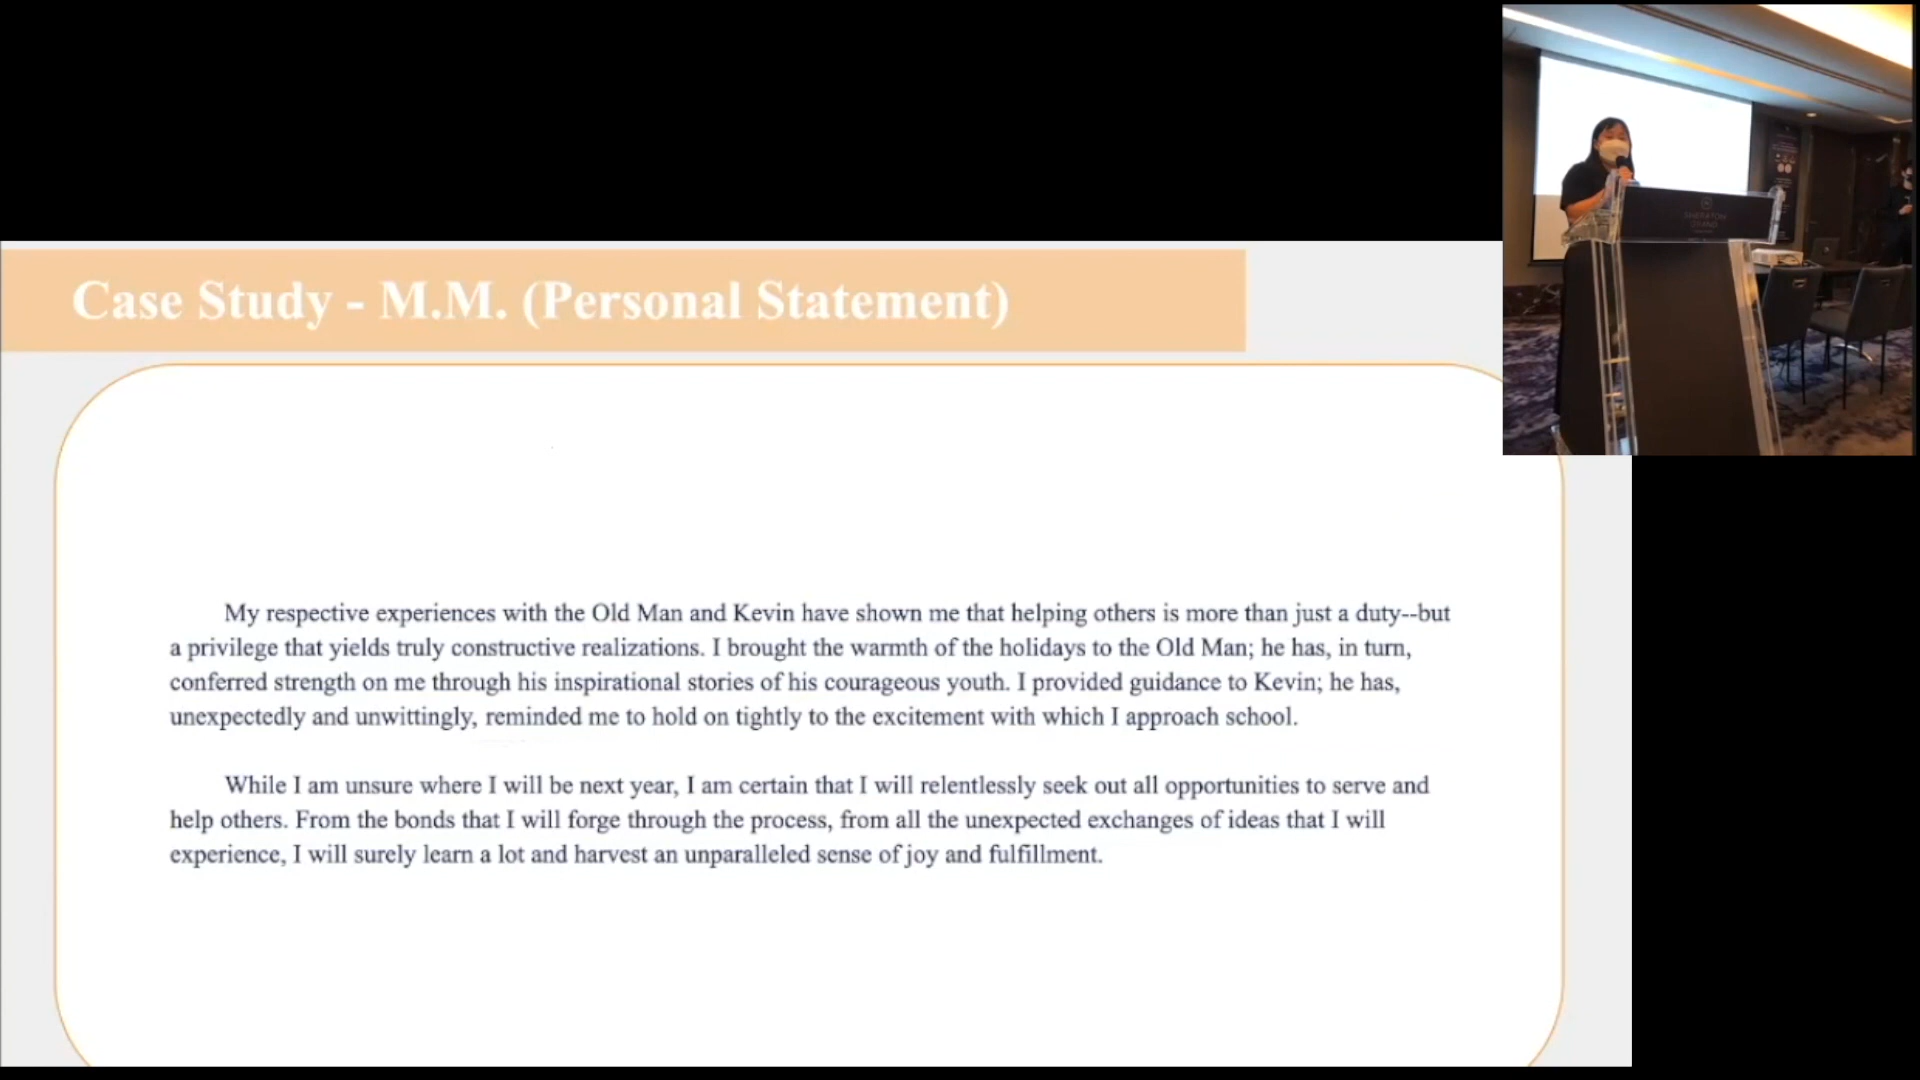 Case Study - M.M. (Personal Statement)
My respective experiences with the Old Man and Kevin have shown me that helping others is more than just a duty--but
a privilege that yields truly constructive realizations. I brought the warmth of the holidays to the Old Man; he has, in turn,
conferred strength on me through his inspirational stories of his courageous youth. I provided guidance to Kevin; he has,
unexpectedly and unwittingly, reminded me to hold on tightly to the excitement with which I approach school.
While I am unsure where I will be next year, I am certain that I will relentlessly seek out all opportunities to serve and
help others. From the bonds that I will forge through the process, from all the unexpected exchanges of ideas that I will
experience, I will surely learn a lot and harvest an unparalleled sense of joy and fulfillment.
SHERATON